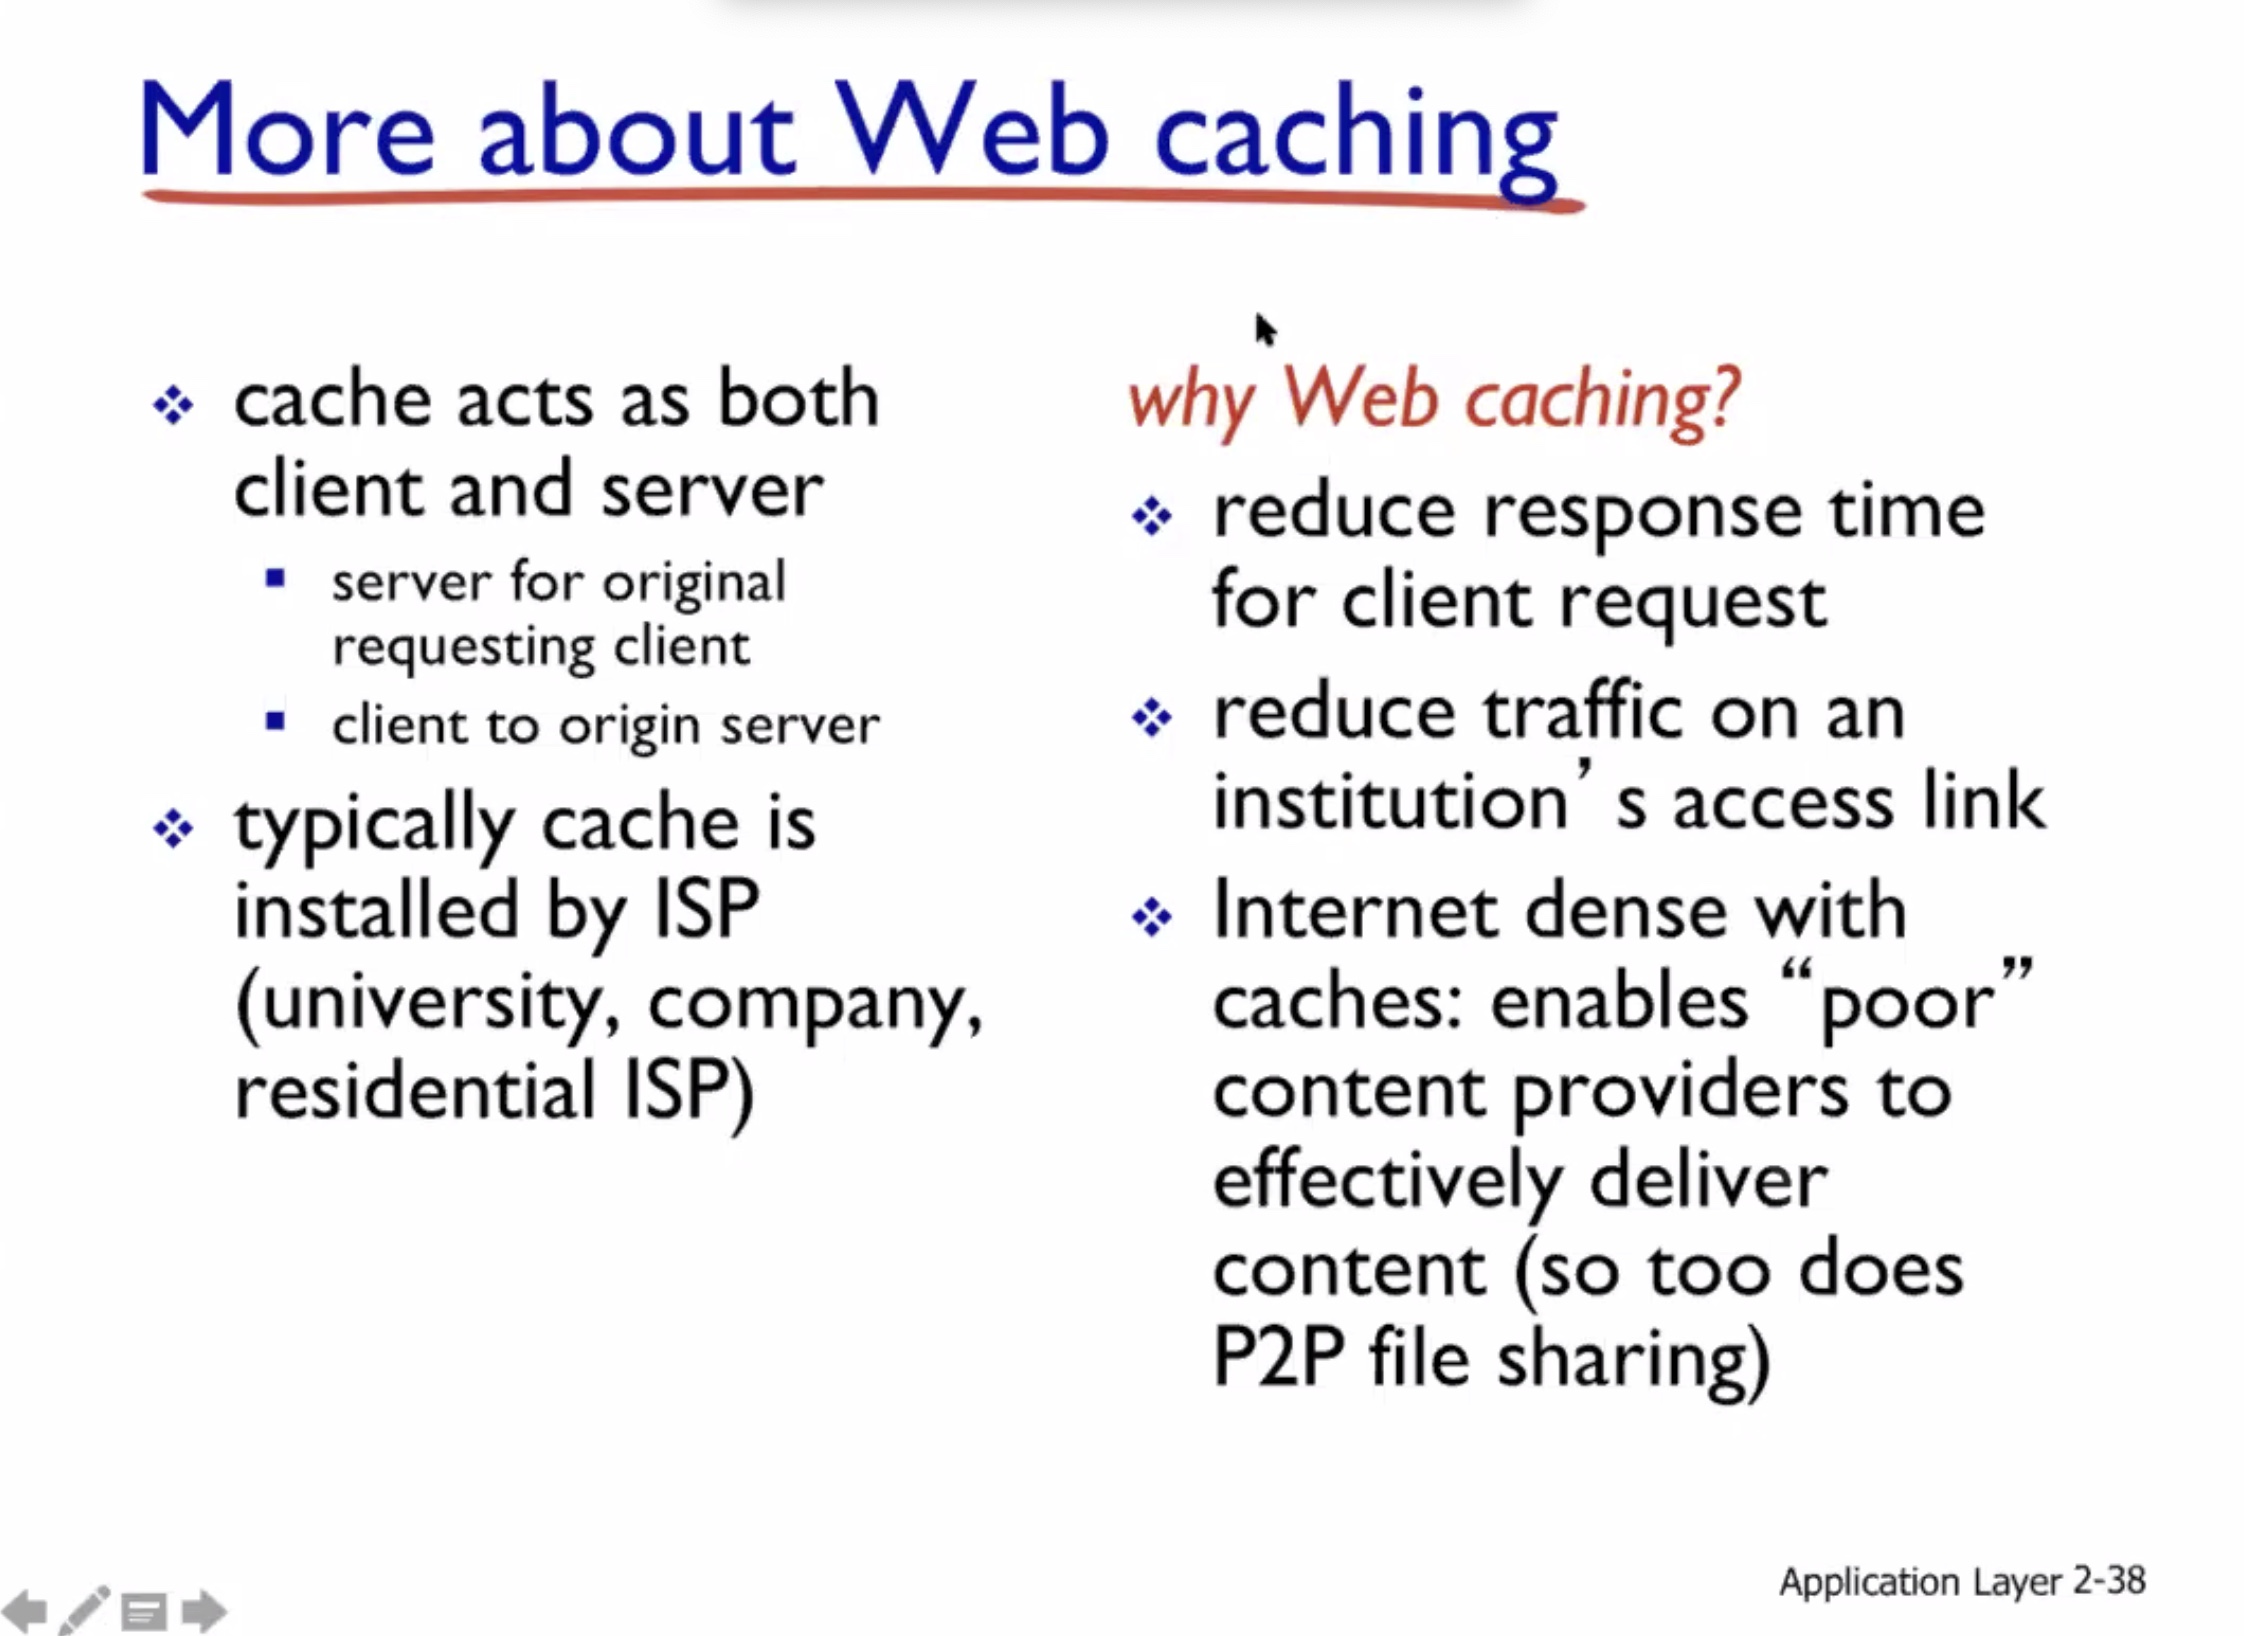 More about Web caching
cache acts as both
client and server
server for original
requesting client
client to origin server
typically cache is
installed by ISP
(university, company,
residential ISP)
why Web caching?
reduce response time
for client request
reduce traffic on an
institution’ s access link
Internet dense with
caches: enables “poor”
content providers to
effectively deliver
content (so too does
P2P file sharing)
Application Layer 2-38